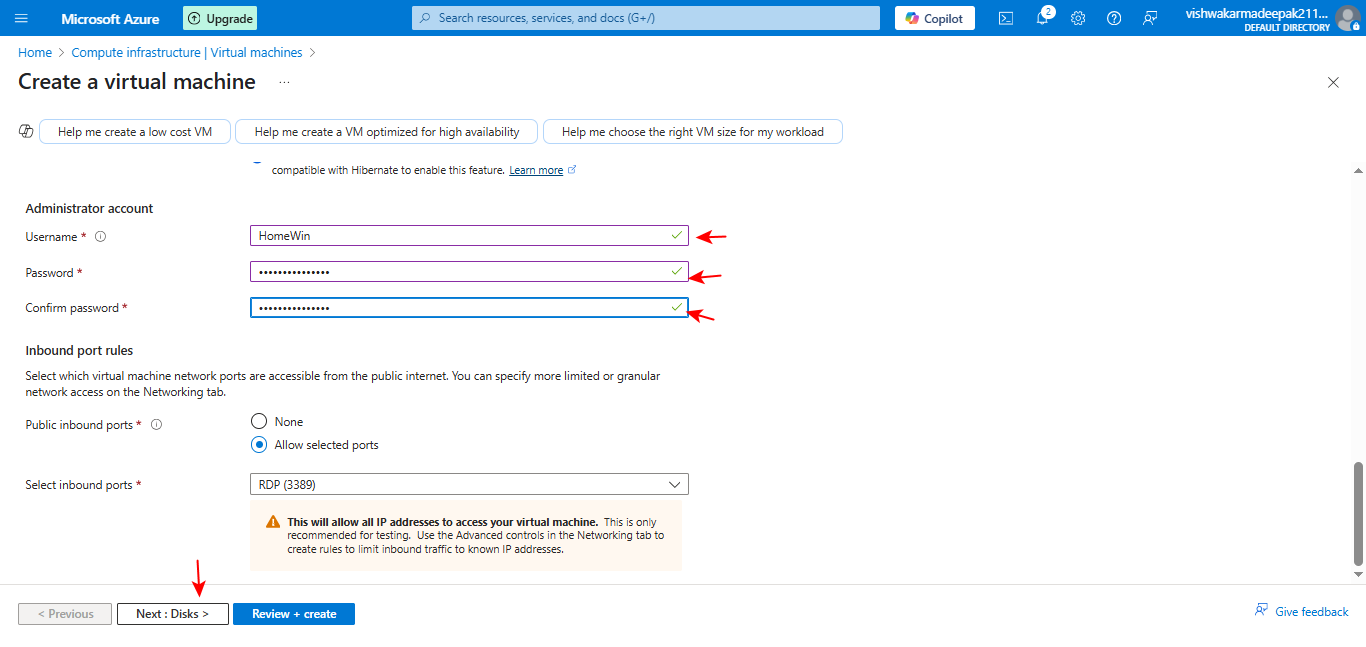 Microsoft Azure
Upgrade
Search resources, services, and docs (G+/)
Copilot
2
vishwakarmadeepak211...
DEFAULT DIRECTORY
Home > Compute infrastructure | Virtual machines >
Create a virtual machine ...
Help me create a low cost VM
Help me create a VM optimized for high availability
Help me choose the right VM size for my workload
compatible with Hibernate to enable this feature. Learn more
Administrator account
Username *
HomeWin
Password *
•••••••••••••••
Confirm password *
•••••••••••••••
Inbound port rules
Select which virtual machine network ports are accessible from the public internet. You can specify more limited or granular
network access on the Networking tab.
Public inbound ports *
None
Allow selected ports
Select inbound ports *
RDP (3389)
This will allow all IP addresses to access your virtual machine. This is only
recommended for testing. Use the Advanced controls in the Networking tab to
create rules to limit inbound traffic to known IP addresses.
< Previous
Next : Disks >
Review + create
Give feedback